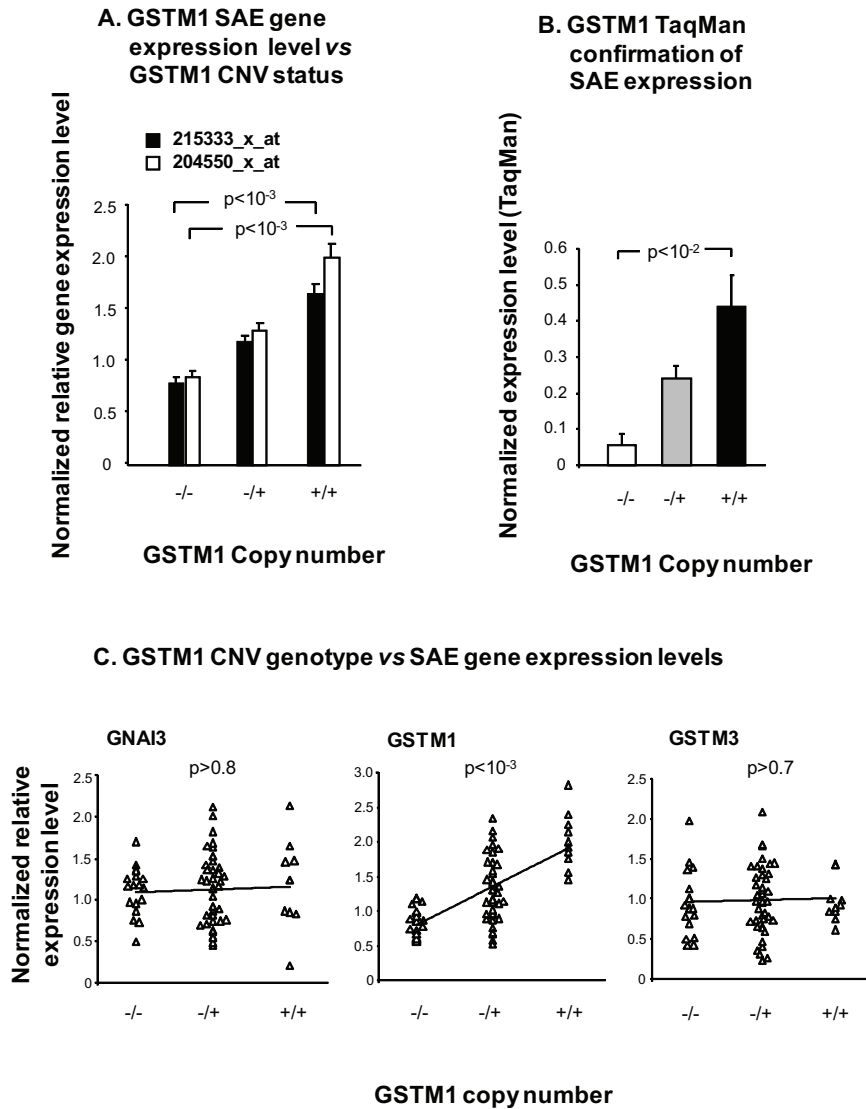 A. GSTM1 SAE gene
expression level vs
GSTM1 CNV status
215333_x_at
204550_x_at
Normalized relative gene expression level
p<10-3
p<10-3
2.5
2.0
1.5
1.0
0.5
0
-/-
-/+
+/+
GSTM1 Copy number
B. GSTM1 TaqMan
confirmation of
SAE expression
Normalized expression level (TaqMan)
p<10-2
0.6
0.5
0.4
0.3
0.2
0.1
0
-/-
-/+
+/+
GSTM1 Copy number
C. GSTM1 CNV genotype vs SAE gene expression levels
Normalized relative
expression level
GNAI3
p>0.8
2.5
2.0
1.5
1.0
0.5
0
-/-
-/+
+/+
GSTM1
p<10-3
3.0
2.5
2.0
1.5
1.0
0.5
0
-/-
-/+
+/+
GSTM3
p>0.7
2.5
2.0
1.5
1.0
0.5
0
-/-
-/+
+/+
GSTM1 copy number